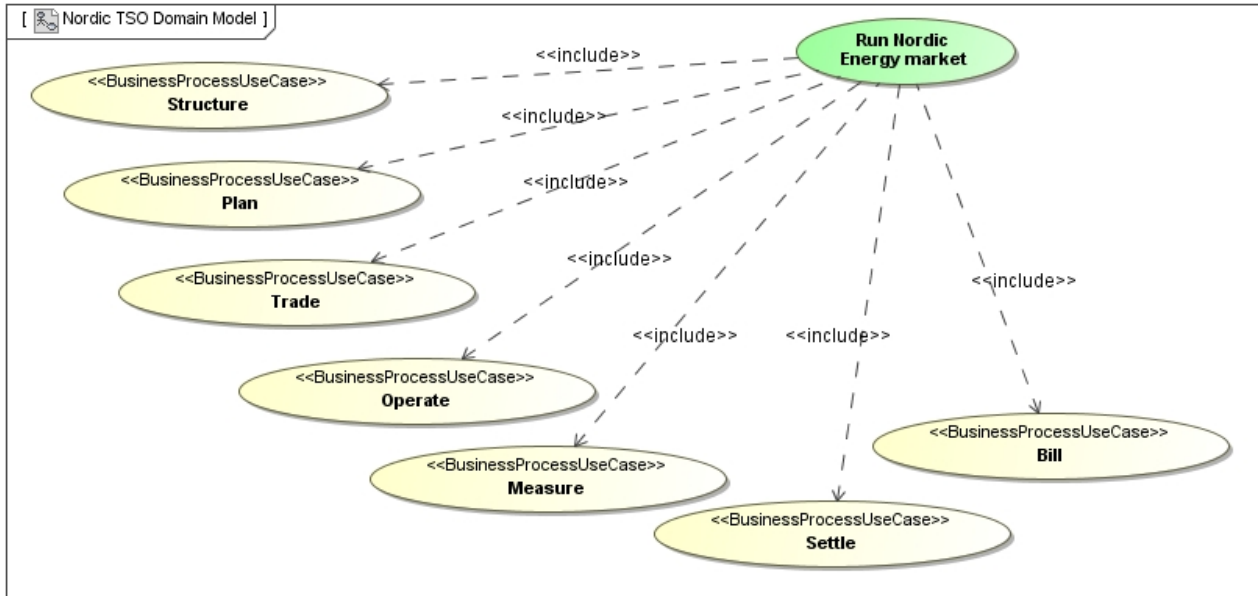 [ Nordic TSO Domain Model ]
Run Nordic
Energy market
<<include>>
<<BusinessProcessUseCase>>
Structure
<<include>>
<<BusinessProcessUseCase>>
Plan
<<include>>
<<BusinessProcessUseCase>>
Trade
<<include>>
<<BusinessProcessUseCase>>
Operate
<<include>>
<<BusinessProcessUseCase>>
Measure
<<include>>
<<BusinessProcessUseCase>>
Settle
<<include>>
<<BusinessProcessUseCase>>
Bill